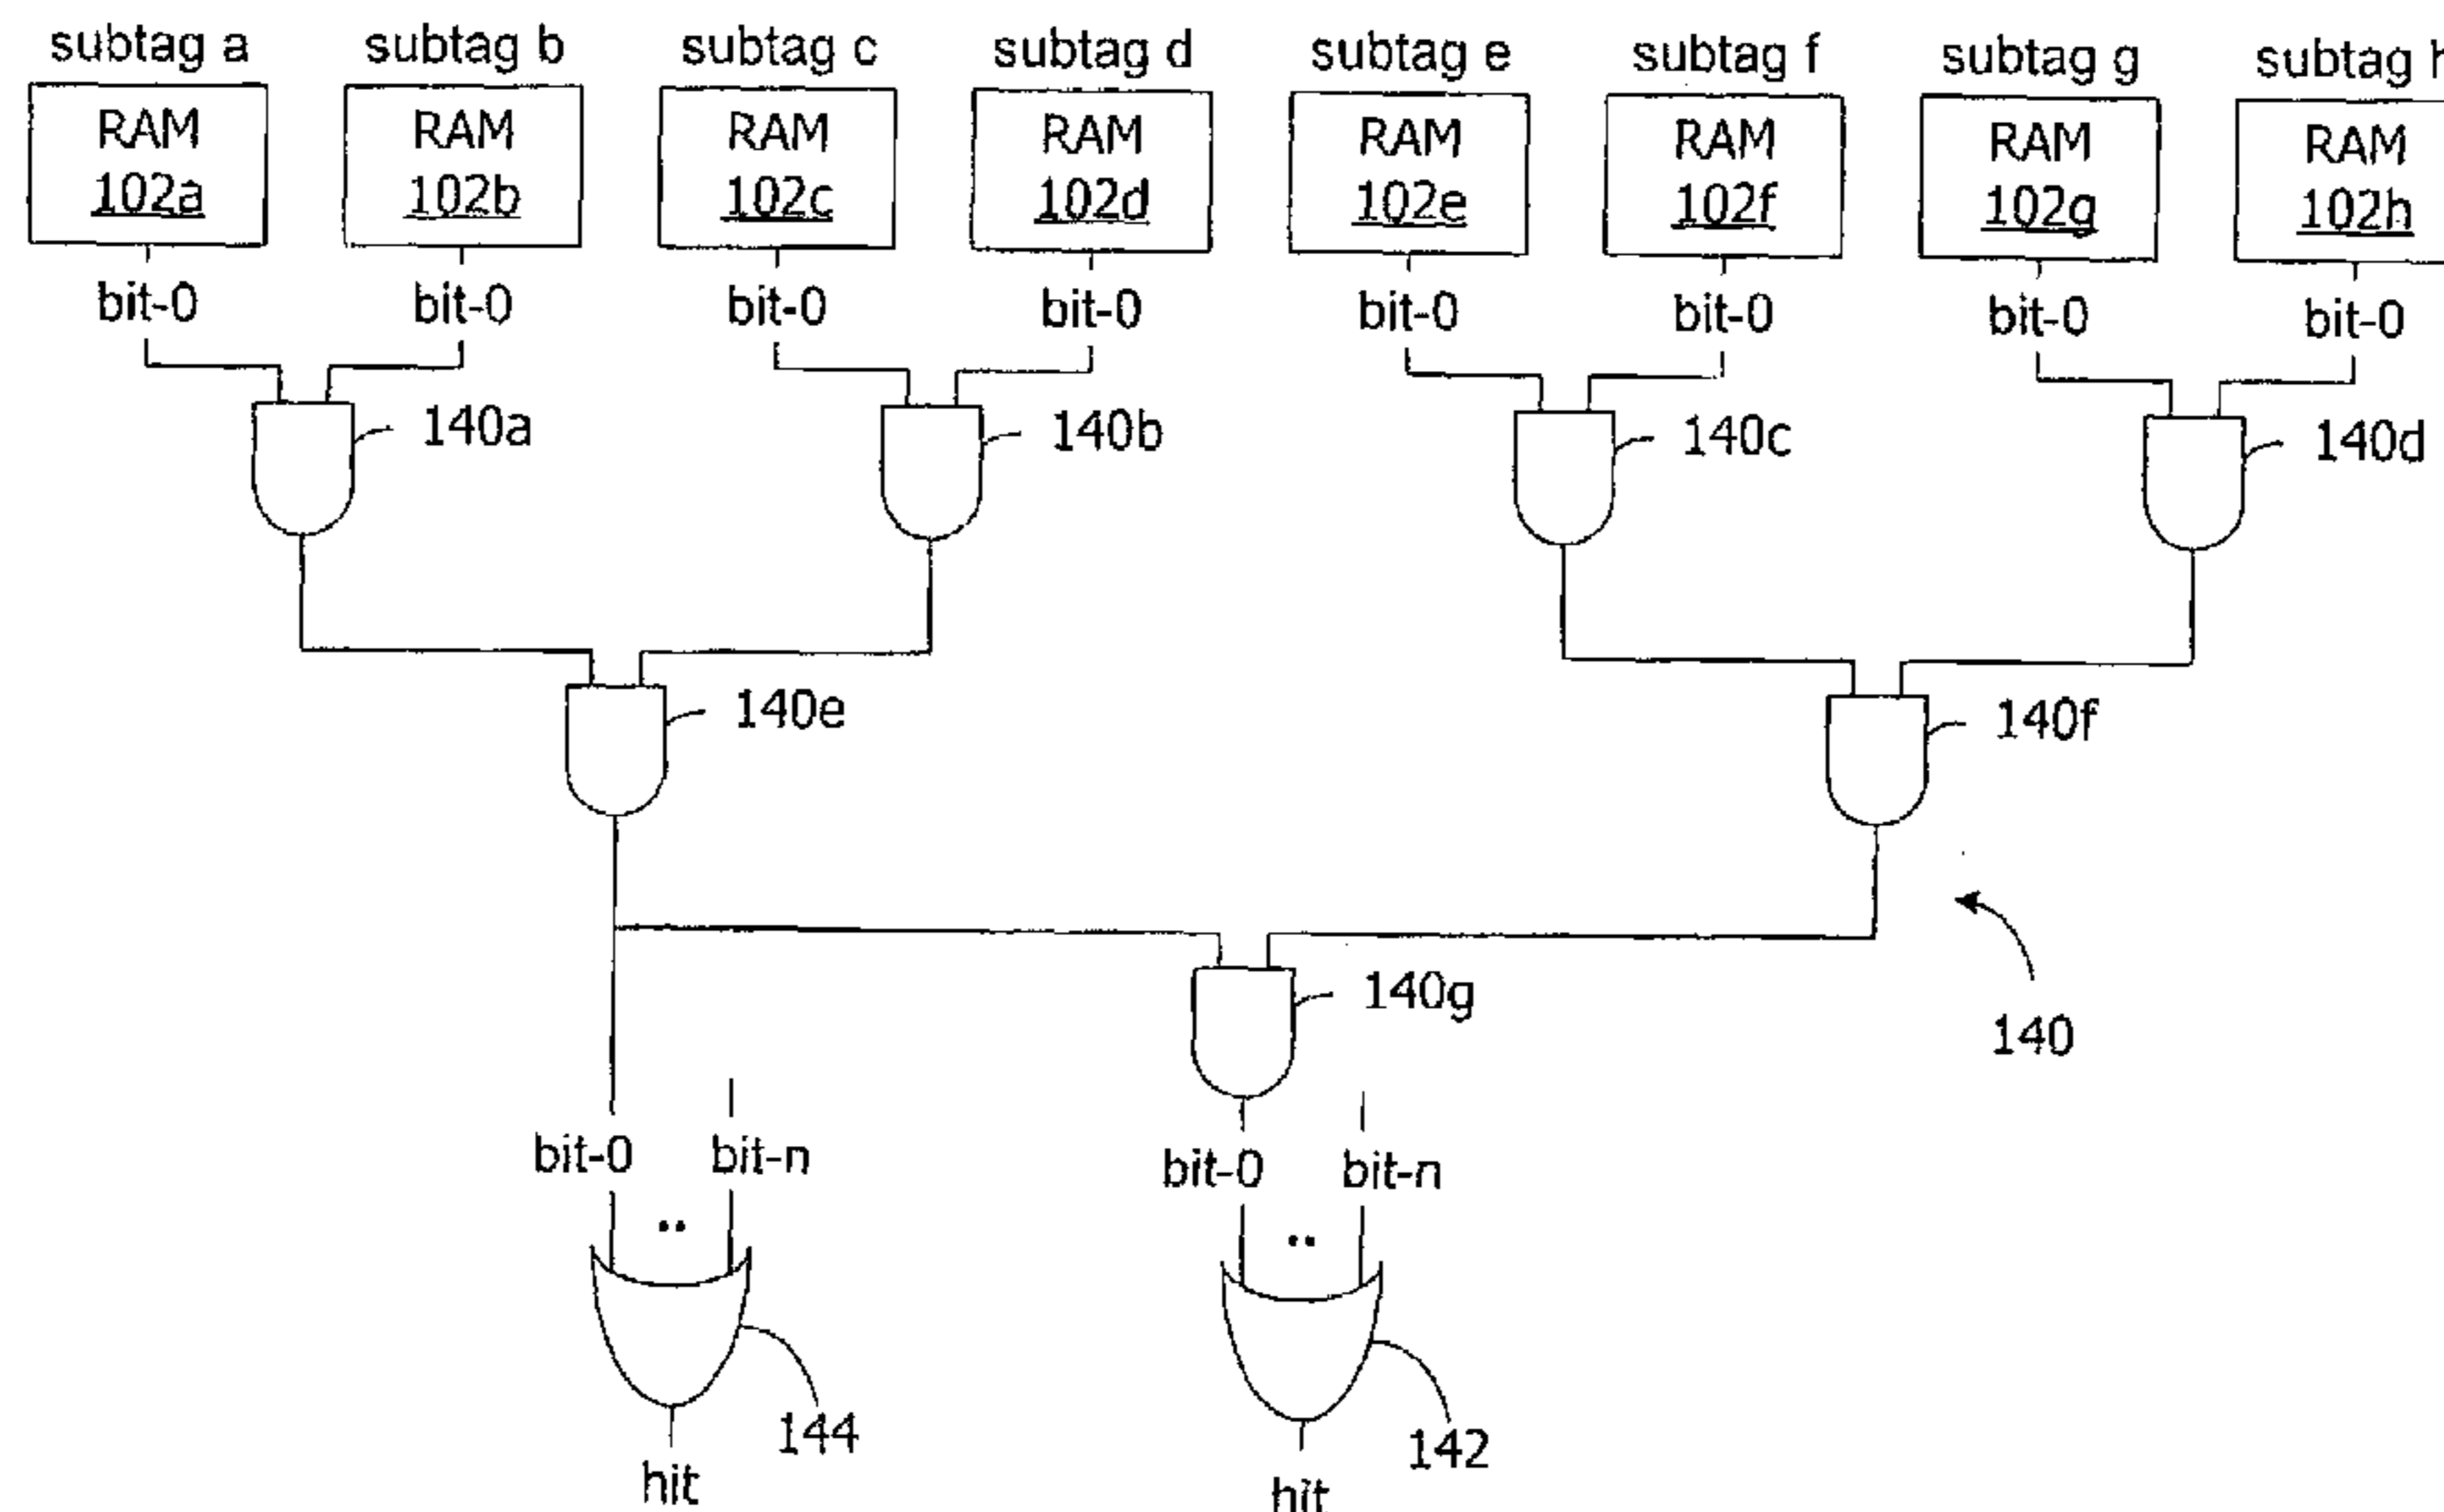 subtag a subtag b subtag c subtag d subtag e subtag f subtag g subtag h
RAM RAM RAM RAM RAM RAM RAM RAM
102a 102b 102c 102d 102e 102f 102g 102h
bit-0 bit-0 bit-0 bit-0 bit-0 bit-0 bit-0 bit-0
140a 140b 140c 140d
140e 140f
140g
140
bit-0 bit-n bit-0 bit-n
..
..
144 142
hit hit